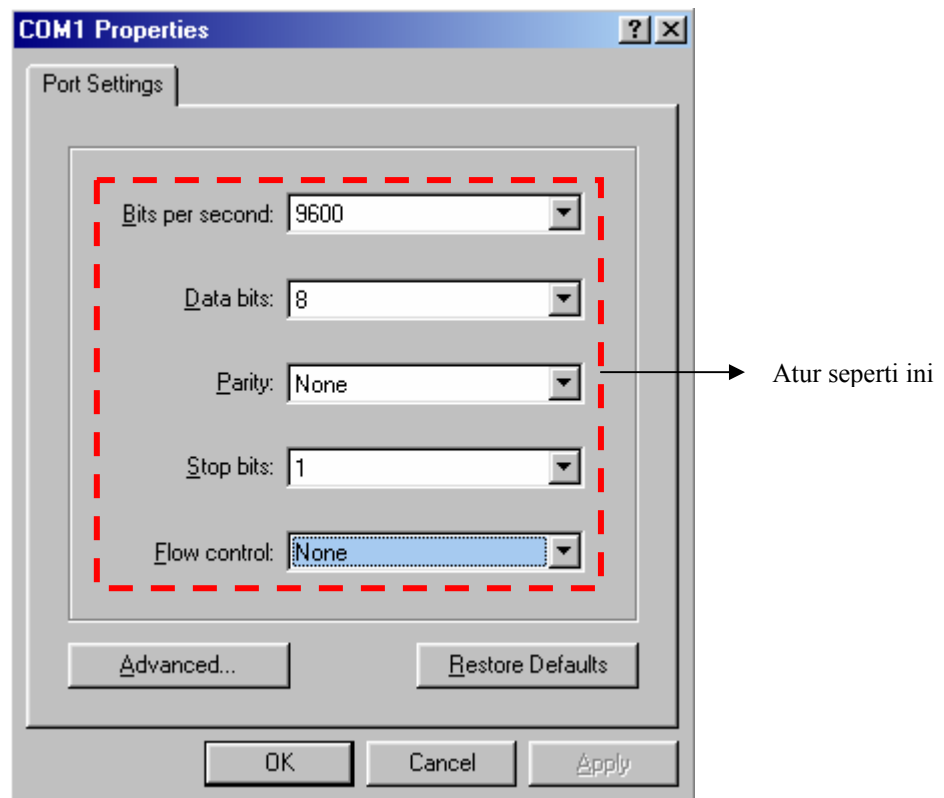 COM1 Properties
Port Settings
Bits per second: 9600
Data bits: 8
Parity: None
Atur seperti ini
Stop bits: 1
Flow control: None
Advanced... Restore Defaults
OK Cancel Apply